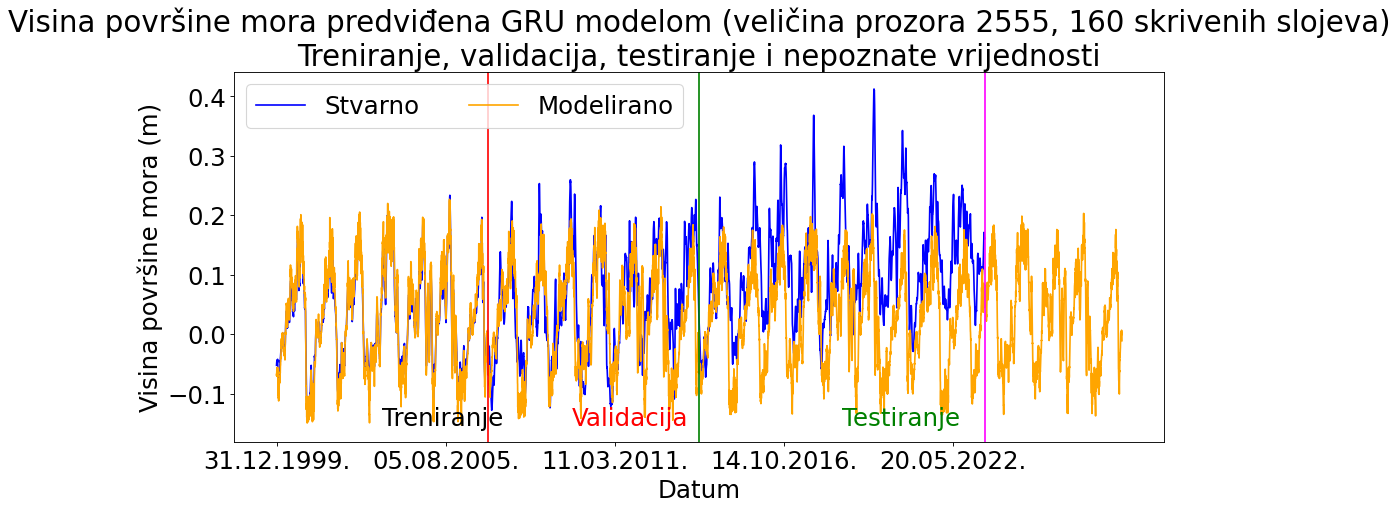 Visina površine mora predviđena GRU modelom (veličina prozora 2555, 160 skrivenih slojeva)
Treniranje, validacija, testiranje i nepoznate vrijednosti
Stvarno Modelirano
Visina površine mora (m)
0.4
0.3
0.2
0.1
0.0
−0.1
Treniranje Validacija Testiranje
31.12.1999. 05.08.2005. 11.03.2011. 14.10.2016. 20.05.2022.
Datum